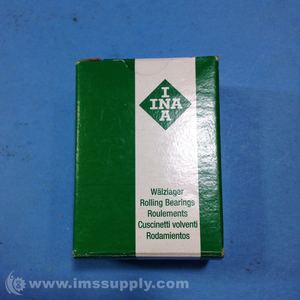 I
INA
A
Wälzlager
Rolling Bearings
Roulements
Cuscinetti volventi
Rodamientos
© www.imssupply.com